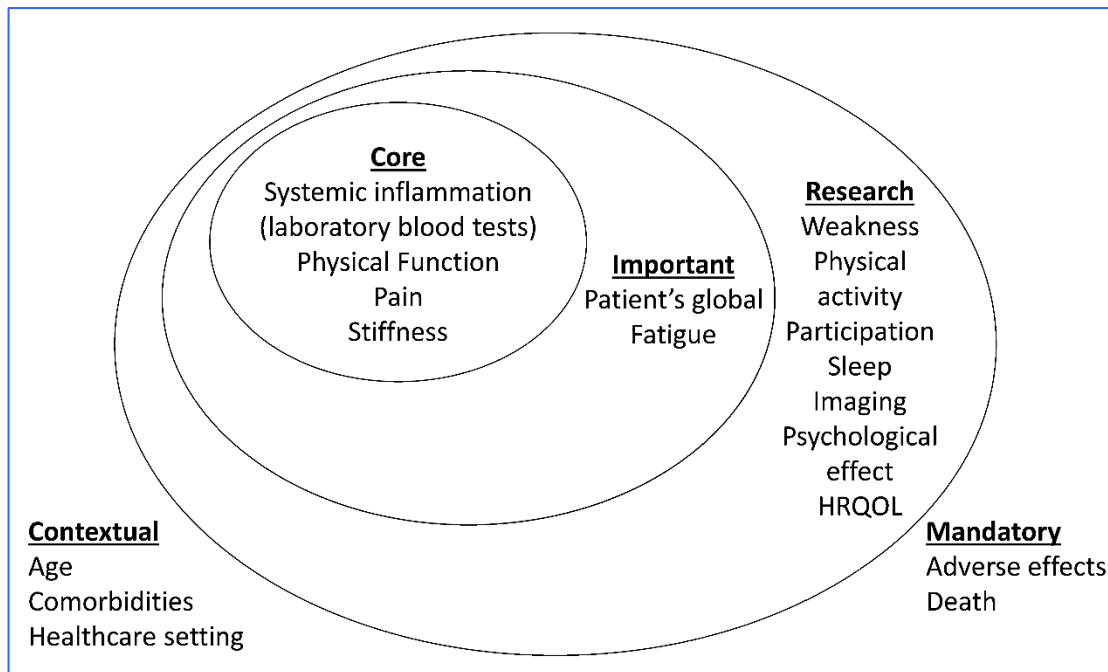 Core
Systemic inflammation
(laboratory blood tests)
Physical Function
Pain
Stiffness
Important
Patient’s global
Fatigue
Research
Weakness
Physical
activity
Participation
Sleep
Imaging
Psychological
effect
HRQOL
Contextual
Age
Comorbidities
Healthcare setting
Mandatory
Adverse effects
Death